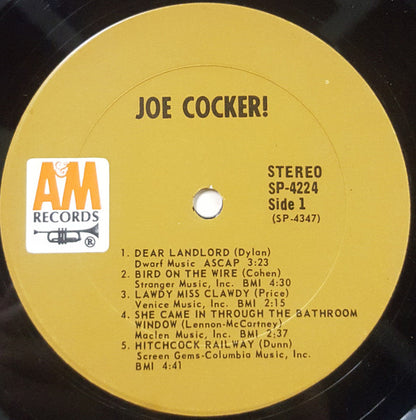 JOE COCKER!
A&M
RECORDS
®
STEREO
SP-4224
Side 1
(SP-4347)
1. DEAR LANDLORD (Dylan)
Dwarf Music ASCAP 3:23
2. BIRD ON THE WIRE (Cohen)
Stranger Music, Inc. BMI 4:30
3. LAWDY MISS CLAWDY (Price)
Venice Music, Inc. BMI 2:15
4. SHE CAME IN THROUGH THE BATHROOM
WINDOW (Lennon-McCartney)
Maclen Music, Inc. BMI 2:37
5. HITCHCOCK RAILWAY (Dunn)
Screen Gems-Columbia Music, Inc.
BMI 4:41